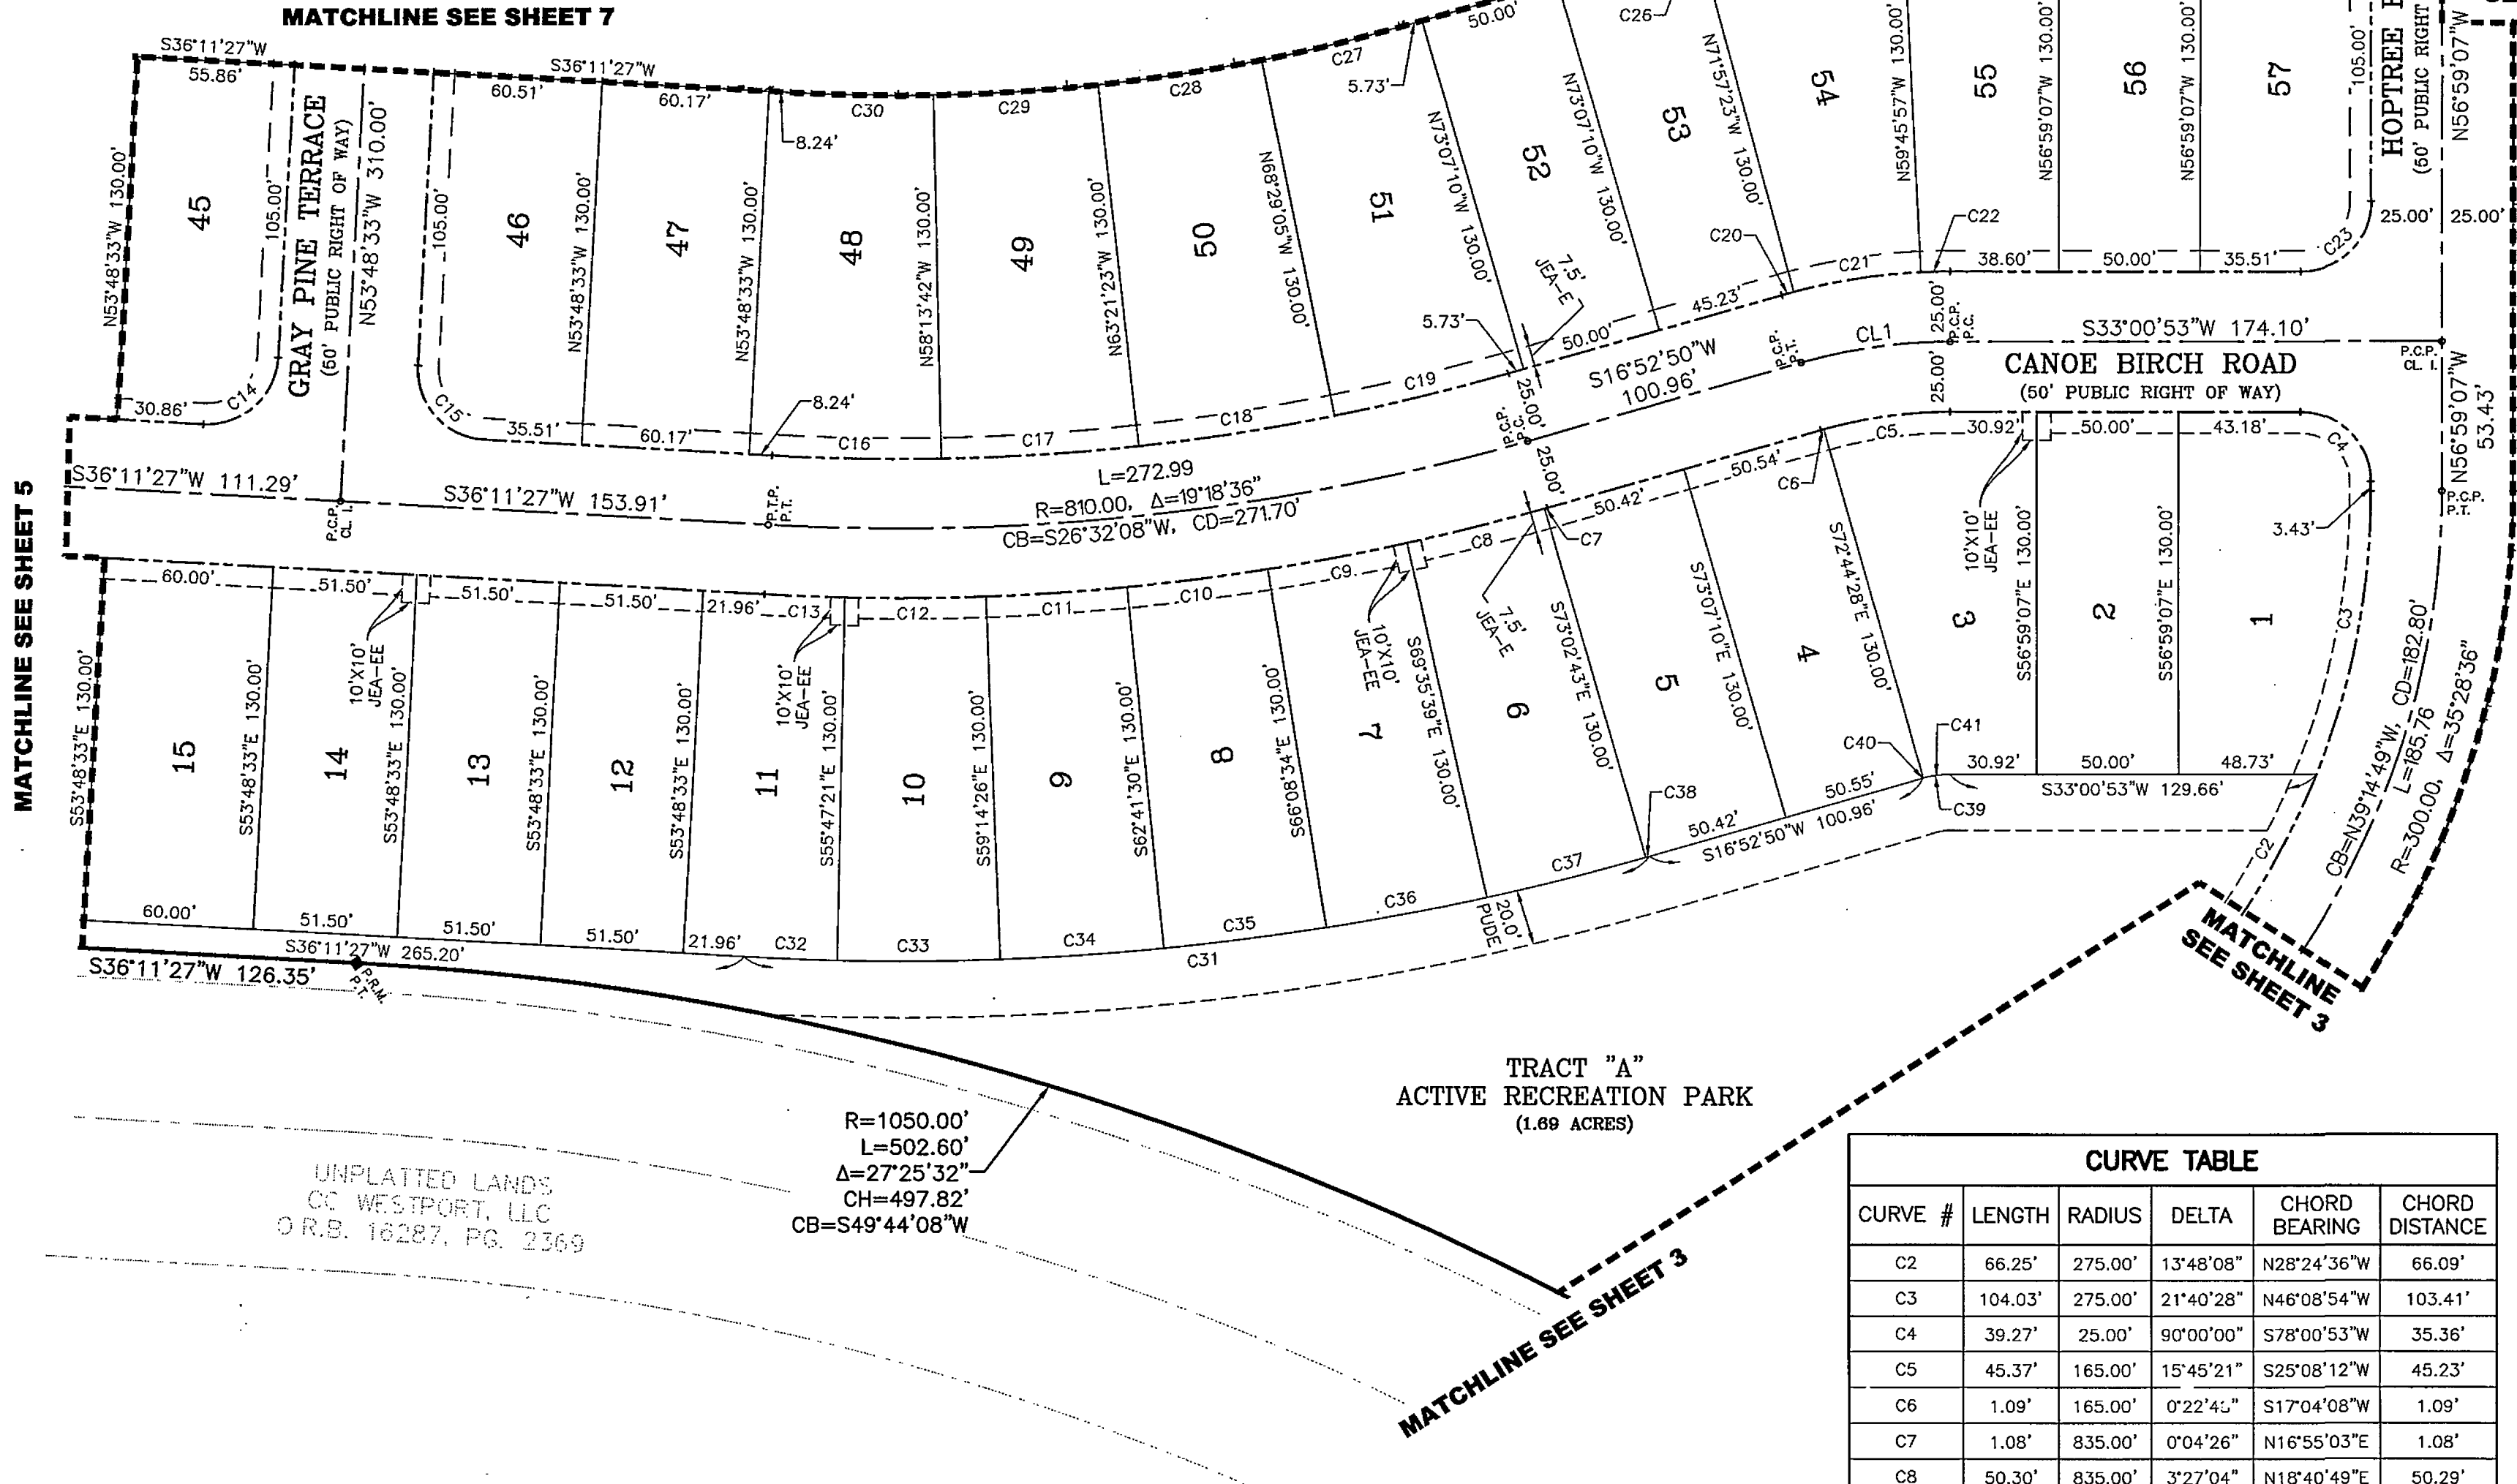 MATCHLINE SEE SHEET 7
S36°11'27"W
55.86'
S36°11'27"W
60.51'
60.17'
8.24'
C30
C29
C28
C27
5.73'
50.00'
C26
N53°48'33"W 130.00'
45
105.00'
GRAY PINE TERRACE
(60' PUBLIC RIGHT OF WAY)
N53°48'33"W 310.00'
105.00'
46
N53°48'33"W 130.00'
47
N53°48'33"W 130.00'
48
N58°13'42"W 130.00'
49
N63°21'23"W 130.00'
50
N68°29'05"W 130.00'
51
N73°07'10"W 130.00'
52
N73°07'10"W 130.00'
53
N71°57'23"W 130.00'
54
N59°45'57"W 130.00'
55
N56°59'07"W 130.00'
56
N56°59'07"W 130.00'
57
105.00'
HOPTREE
(60' PUBLIC RIGHT
N56°59'07"W
25.00'
25.00'
30.86'
C14
C15
35.51'
60.17'
8.24'
C16
C17
C18
C19
5.73'
7.5'
JEA-E
50.00'
45.23'
C20
C21
C22
38.60'
50.00'
35.51'
C23
MATCHLINE SEE SHEET 5
S36°11'27"W 111.29'
P.C.P.
CL I.
S36°11'27"W 153.91'
P.T.P.
P.T.
L=272.99
R=810.00, Δ=19°18'36"
CB=S26°32'08"W, CD=271.70'
25.00'
P.C.P.
P.C.
25.00'
S16°52'50"W
100.96'
P.C.P.
P.T.
CL1
25.00'
P.C.P.
P.C.
25.00'
S33°00'53"W 174.10'
CANOE BIRCH ROAD
(50' PUBLIC RIGHT OF WAY)
P.C.P.
CL I.
N56°59'07"W
53.43'
P.C.P.
P.T.
60.00'
51.50'
51.50'
51.50'
21.96'
C13
C12
C11
C10
C9
C8
C7
50.42'
50.54'
C6
C5
30.92'
50.00'
43.18'
C4
3.43'
C3
10'X10'
JEA-EE
10'X10'
JEA-EE
10'X10'
JEA-EE
7.5'
JEA-E
10'X10'
JEA-EE
S53°48'33"E 130.00'
15
S53°48'33"E 130.00'
14
S53°48'33"E 130.00'
13
S53°48'33"E 130.00'
12
S53°48'33"E 130.00'
11
S55°47'21"E 130.00'
10
S59°14'26"E 130.00'
9
S62°41'30"E 130.00'
8
S66°08'34"E 130.00'
7
S69°35'39"E 130.00'
6
S73°02'43"E 130.00'
5
S73°07'10"E 130.00'
4
S72°44'28"E 130.00'
3
S56°59'07"E 130.00'
2
S56°59'07"E 130.00'
1
60.00'
51.50'
51.50'
51.50'
21.96'
C32
C33
C34
C35
C36
C37
C38
50.42'
50.55'
C40
C41
C39
30.92'
50.00'
48.73'
S33°00'53"W 129.66'
S16°52'50"W 100.96'
C31
20.0'
PUDE
S36°11'27"W 265.20'
S36°11'27"W 126.35'
P.R.M.
P.T.
C2
CB=N39°14'49"W, CD=182.80'
L=185.76
R=300.00, Δ=35°28'36"
MATCHLINE
SEE SHEET 3
TRACT "A"
ACTIVE RECREATION PARK
(1.69 ACRES)
R=1050.00'
L=502.60'
Δ=27°25'32"
CH=497.82'
CB=S49°44'08"W
UNPLATTED LANDS
CC WESTPORT, LLC
O.R.B. 16287, PG. 2369
MATCHLINE SEE SHEET 3
CURVE TABLE
CURVE # LENGTH RADIUS DELTA CHORD BEARING CHORD DISTANCE
C2 66.25' 275.00' 13°48'08" N28°24'36"W 66.09'
C3 104.03' 275.00' 21°40'28" N46°08'54"W 103.41'
C4 39.27' 25.00' 90°00'00" S78°00'53"W 35.36'
C5 45.37' 165.00' 15°45'21" S25°08'12"W 45.23'
C6 1.09' 165.00' S17°04'08"W 1.09'
C7 1.08' 835.00' 0°04'26" N16°55'03"E 1.08'
C8 50.30' 835.00' 3°27'04" N18°40'49"E 50.29'